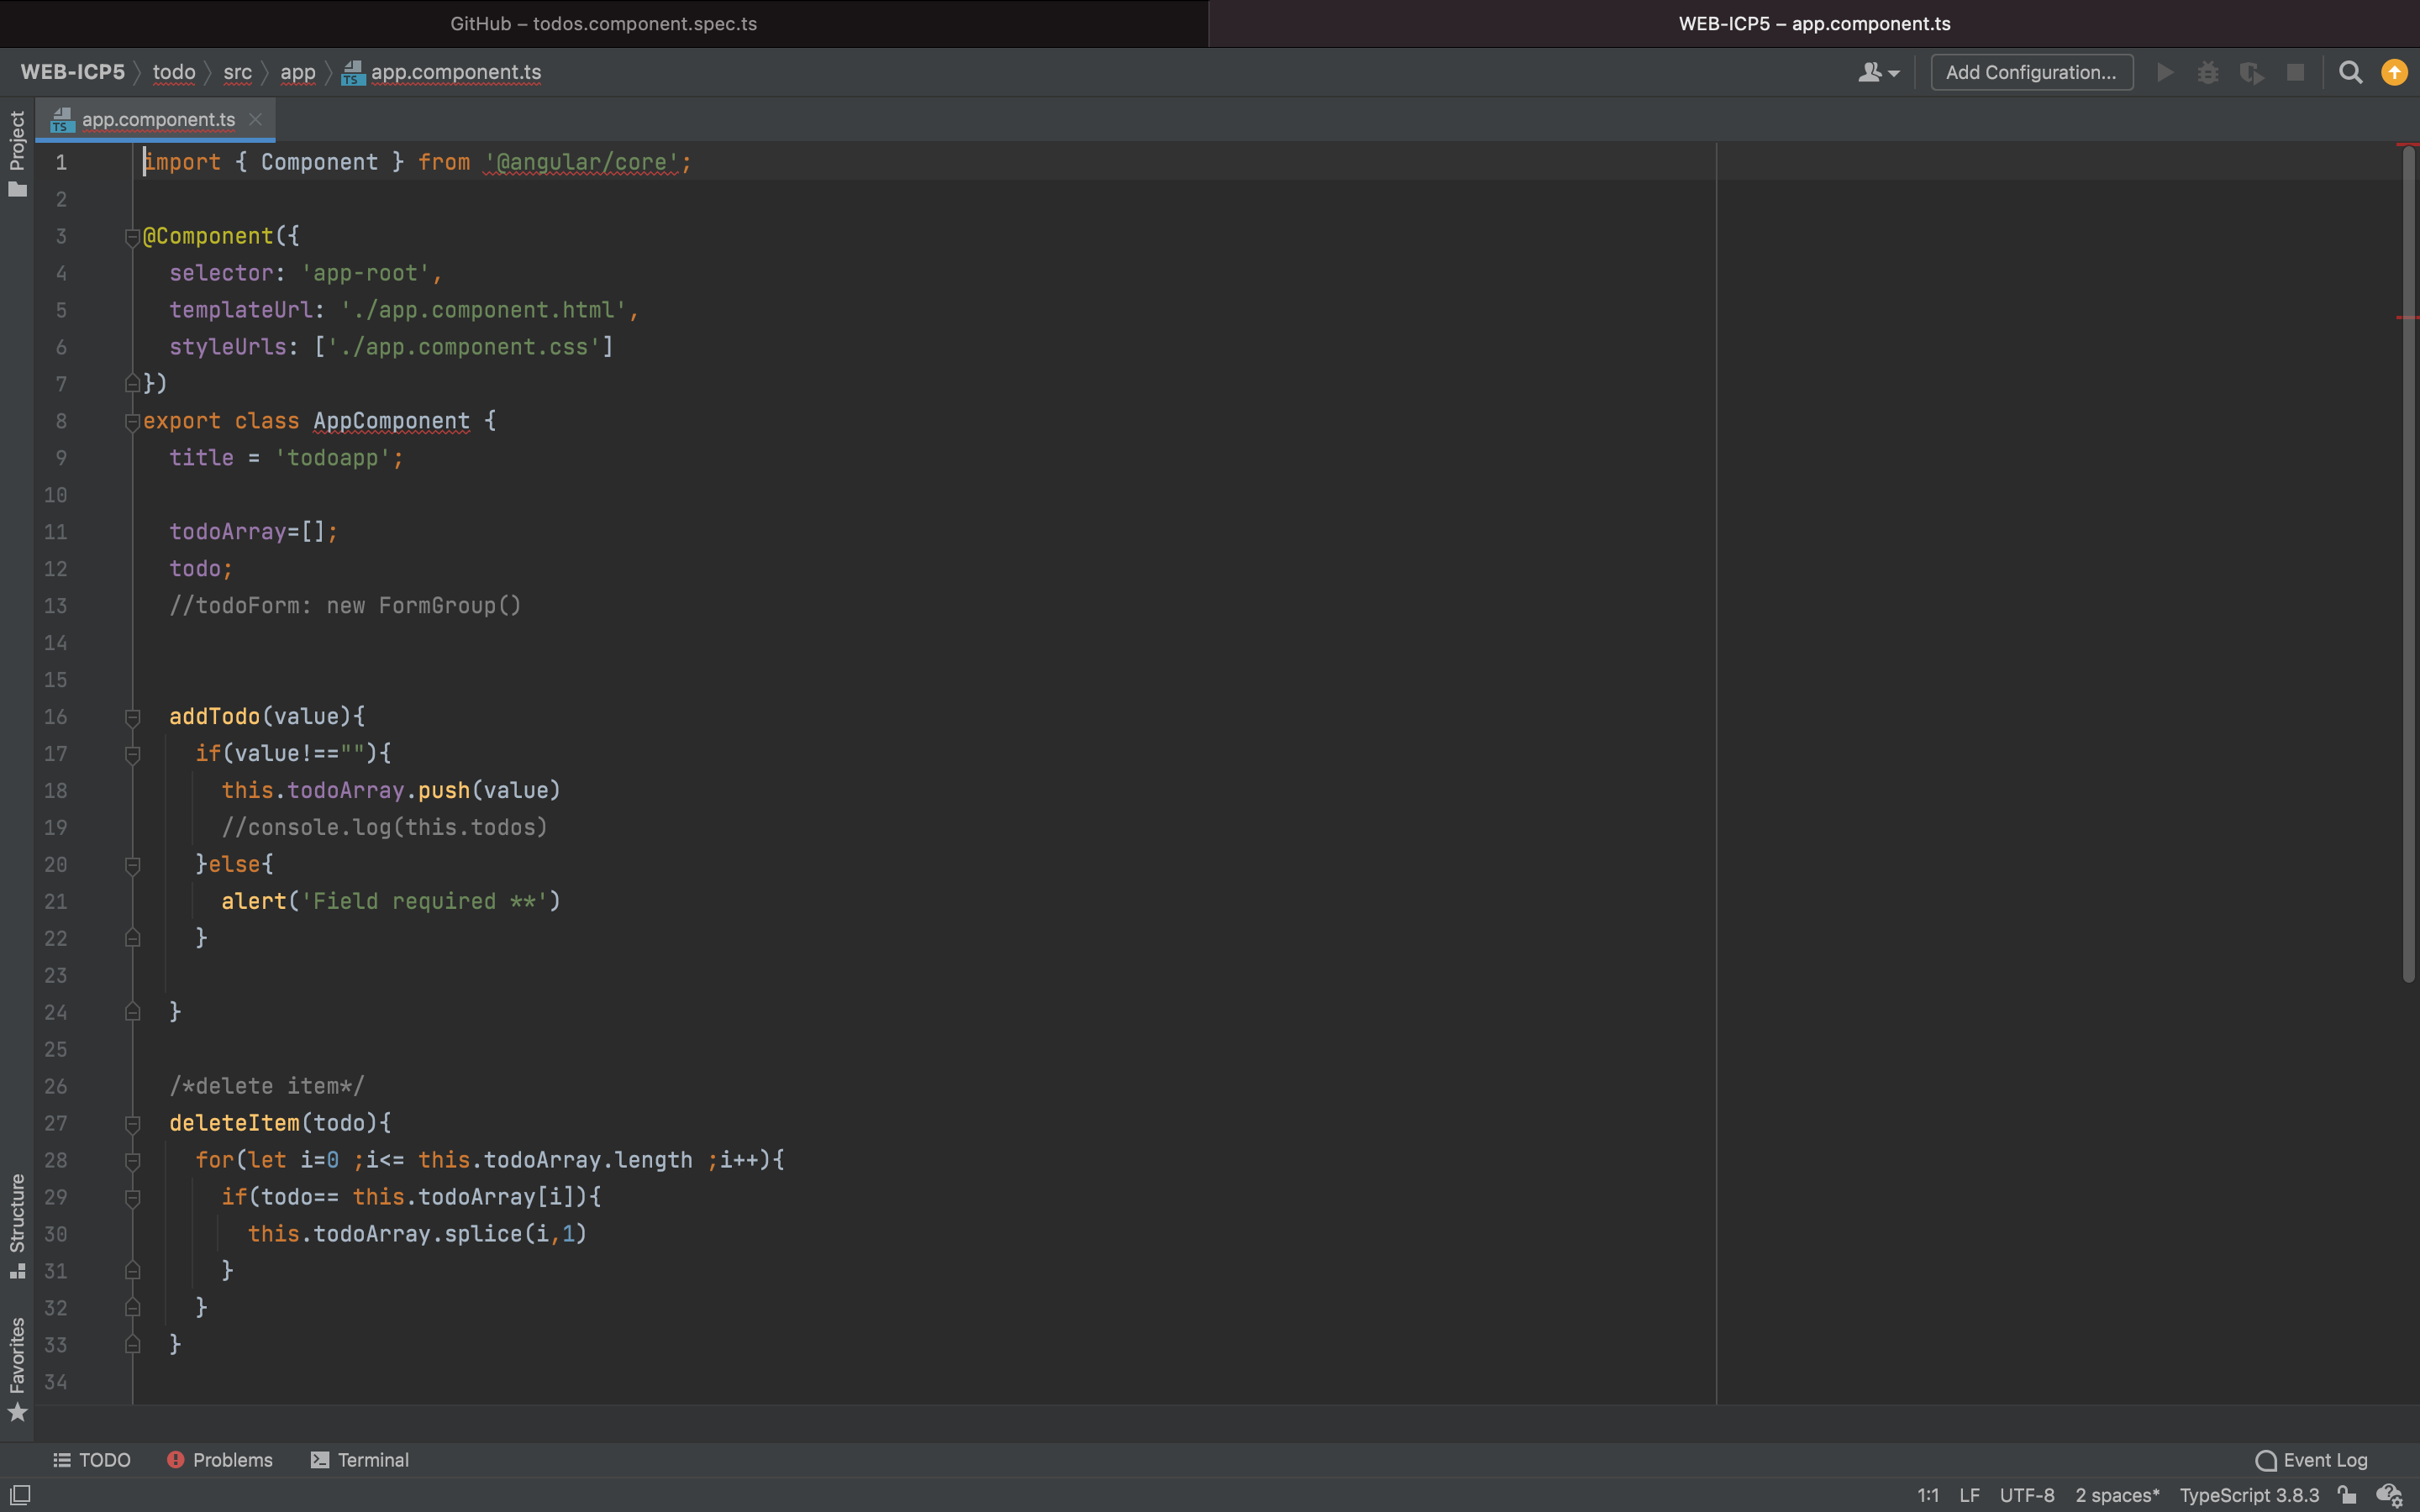 GitHub – todos.component.spec.ts
WEB-ICP5 – app.component.ts
WEB-ICP5 todo src app app.component.ts
Add Configuration...
Project
app.component.ts
1 import { Component } from '@angular/core';
2
3 @Component({
4   selector: 'app-root',
5   templateUrl: './app.component.html',
6   styleUrls: ['./app.component.css']
7 })
8 export class AppComponent {
9   title = 'todoapp';
10
11   todoArray=[];
12   todo;
13   //todoForm: new FormGroup()
14
15
16   addTodo(value){
17     if(value!==""){
18       this.todoArray.push(value)
19       //console.log(this.todos)
20     }else{
21       alert('Field required **')
22     }
23
24   }
25
26   /*delete item*/
27   deleteItem(todo){
28     for(let i=0 ;i<= this.todoArray.length ;i++){
29       if(todo== this.todoArray[i]){
30         this.todoArray.splice(i,1)
31       }
32     }
33   }
34
Structure
Favorites
TODO Problems Terminal Event Log
1:1 LF UTF-8 2 spaces* TypeScript 3.8.3